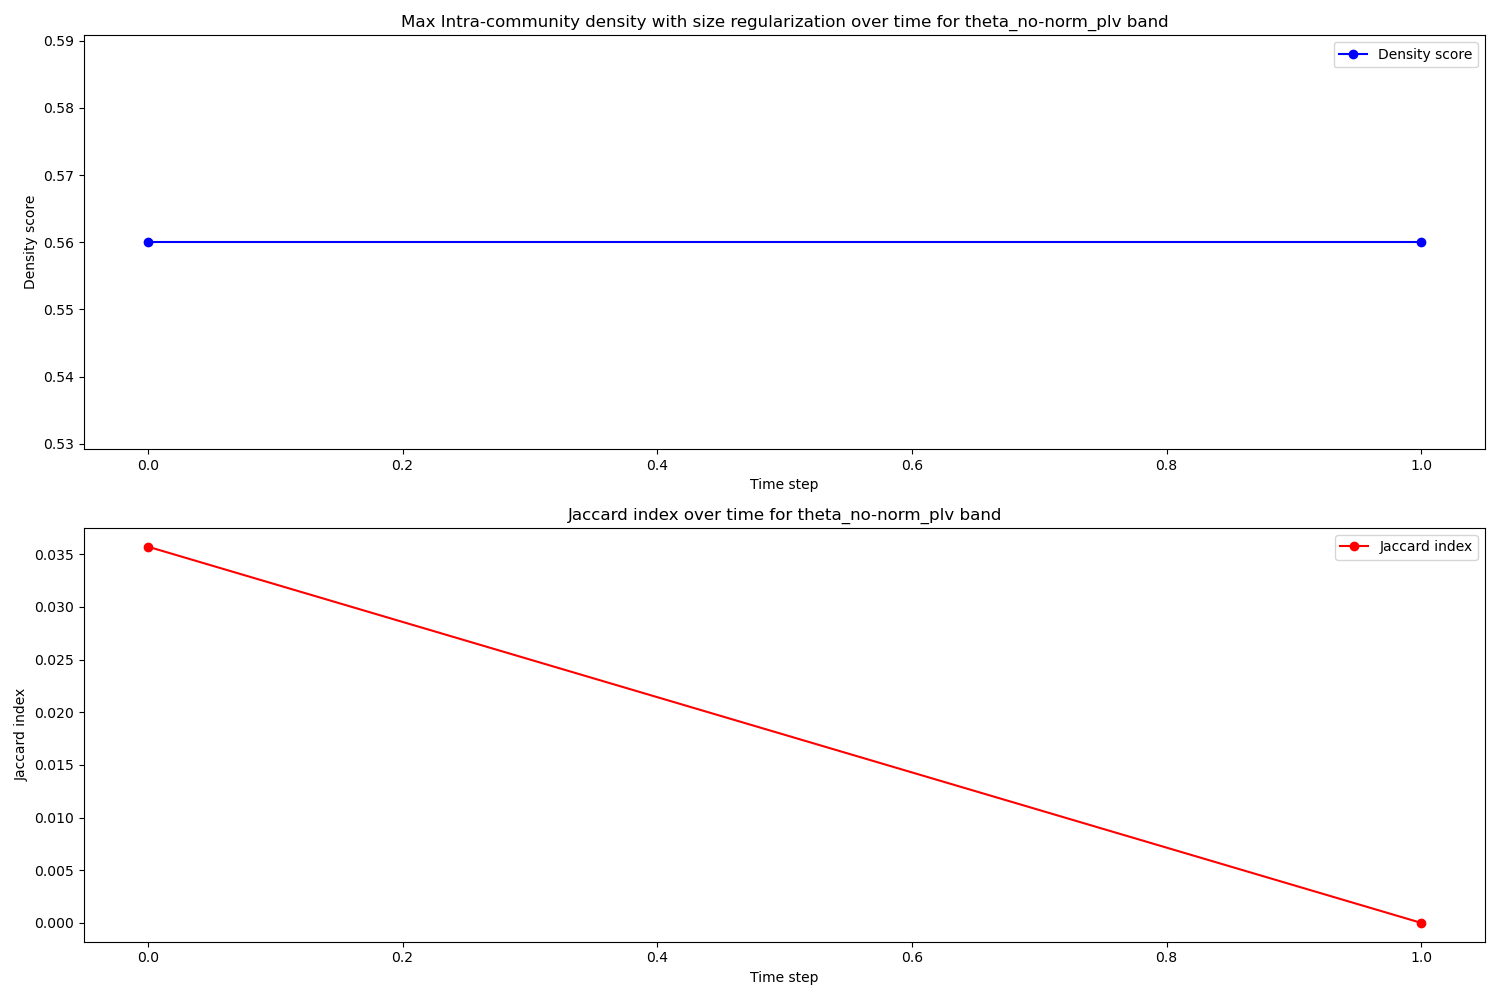 Max Intra-community density with size regularization over time for theta_no-norm_plv band
Density score
0.59
0.58
0.57
0.56
0.55
0.54
0.53
Density score
0.0 0.2 0.4 0.6 0.8 1.0
Time step
Jaccard index over time for theta_no-norm_plv band
Jaccard index
0.035
0.030
0.025
0.020
0.015
0.010
0.005
0.000
Jaccard index
0.0 0.2 0.4 0.6 0.8 1.0
Time step